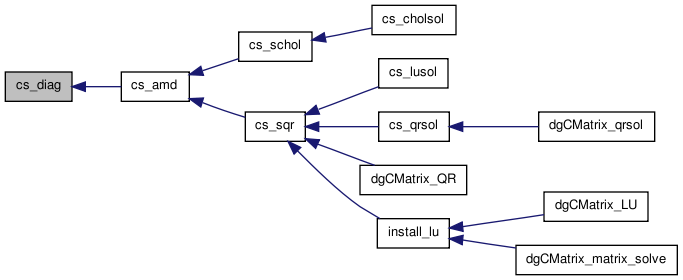 cs_diag
cs_amd
cs_schol
cs_cholsol
cs_sqr
cs_lusol
cs_qrsol
dgCMatrix_qrsol
dgCMatrix_QR
install_lu
dgCMatrix_LU
dgCMatrix_matrix_solve